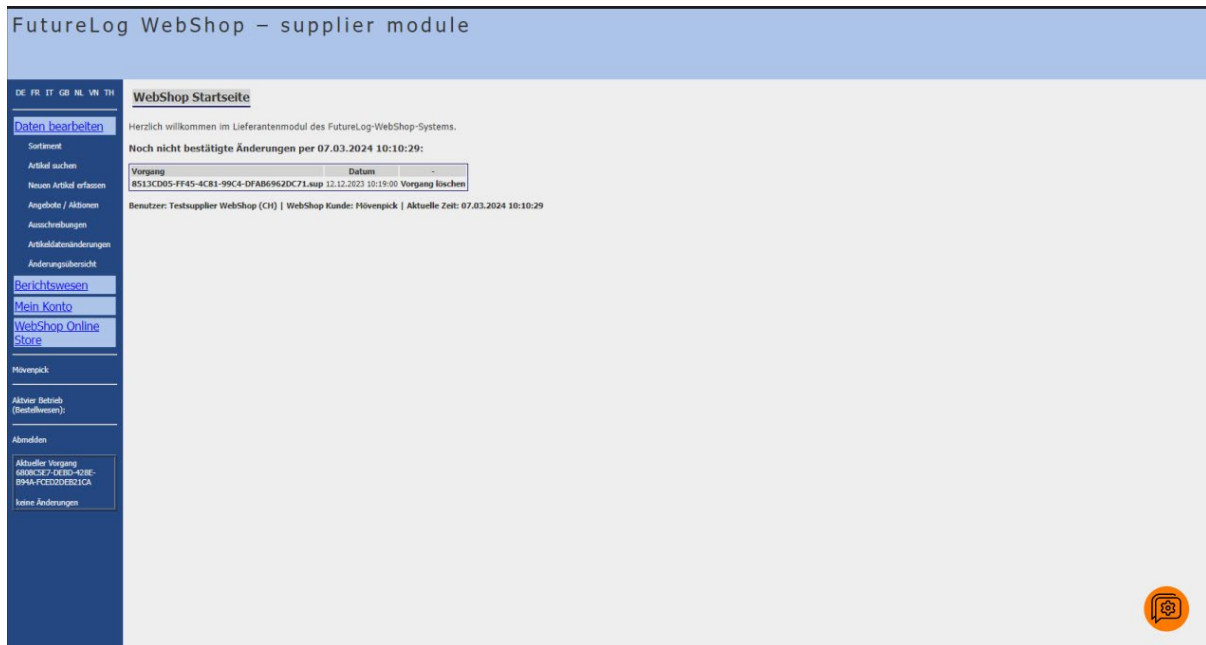 FutureLog WebShop – supplier module
DE FR IT GB NL VN TH
Daten bearbeiten
Sortiment
Artikel suchen
Neuen Artikel erfassen
Angebote / Aktionen
Ausschreibungen
Artikeldatenänderungen
Änderungsübersicht
Berichtswesen
Mein Konto
WebShop Online
Store
Mövenpick
Aktvier Betrieb
(Bestellwesen):
Abmelden
Aktueller Vorgang
6808C5E7-DEBD-428E-
B94A-FCED2DEB21CA
keine Änderungen
WebShop Startseite
Herzlich willkommen im Lieferantenmodul des FutureLog-WebShop-Systems.
Noch nicht bestätigte Änderungen per 07.03.2024 10:10:29:
Vorgang Datum -
8513CD05-FF45-4C81-99C4-DFAB6962DC71.sup 12.12.2023 10:19:00 Vorgang löschen
Benutzer: Testsupplier WebShop (CH) | WebShop Kunde: Mövenpick | Aktuelle Zeit: 07.03.2024 10:10:29